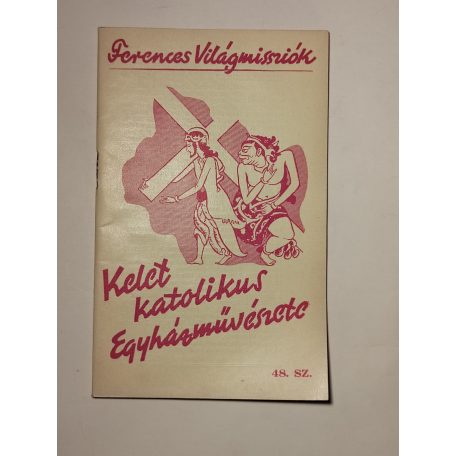 Ferences Világmissziók
Kelet
katolikus
Egyházművészete
48. SZ.